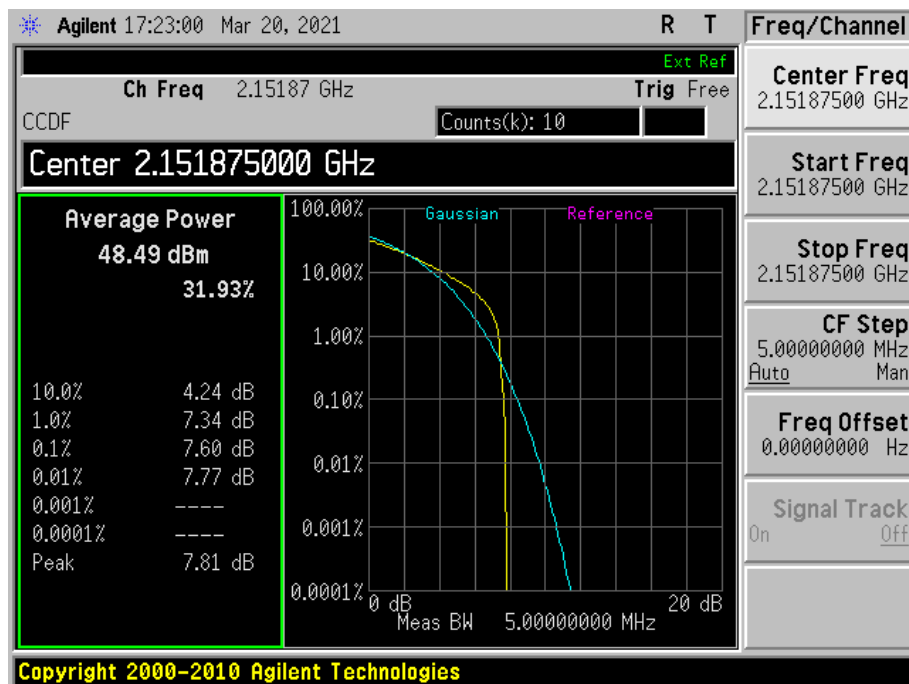 Agilent 17:23:00 Mar 20, 2021 R T
Freq/Channel
Ext Ref
Ch Freq 2.15187 GHz Trig Free
CCDF Counts(k): 10
Center 2.151875000 GHz
Average Power
48.49 dBm
31.93%
10.0% 4.24 dB
1.0% 7.34 dB
0.1% 7.60 dB
0.01% 7.77 dB
0.001% ----
0.0001% ----
Peak 7.81 dB
Gaussian Reference
100.00%
10.00%
1.00%
0.10%
0.01%
0.001%
0.0001%
0 dB 20 dB
Meas BW 5.00000000 MHz
Center Freq
2.15187500 GHz
Start Freq
2.15187500 GHz
Stop Freq
2.15187500 GHz
CF Step
5.00000000 MHz
Auto Man
Freq Offset
0.00000000 Hz
Signal Track
On Off
Copyright 2000-2010 Agilent Technologies